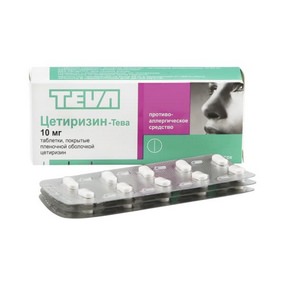 TEVA
Цетиризин-Тева
10 мг
таблетки, покрытые
пленочной оболочкой
цетиризин
противо-
аллергическое
средство